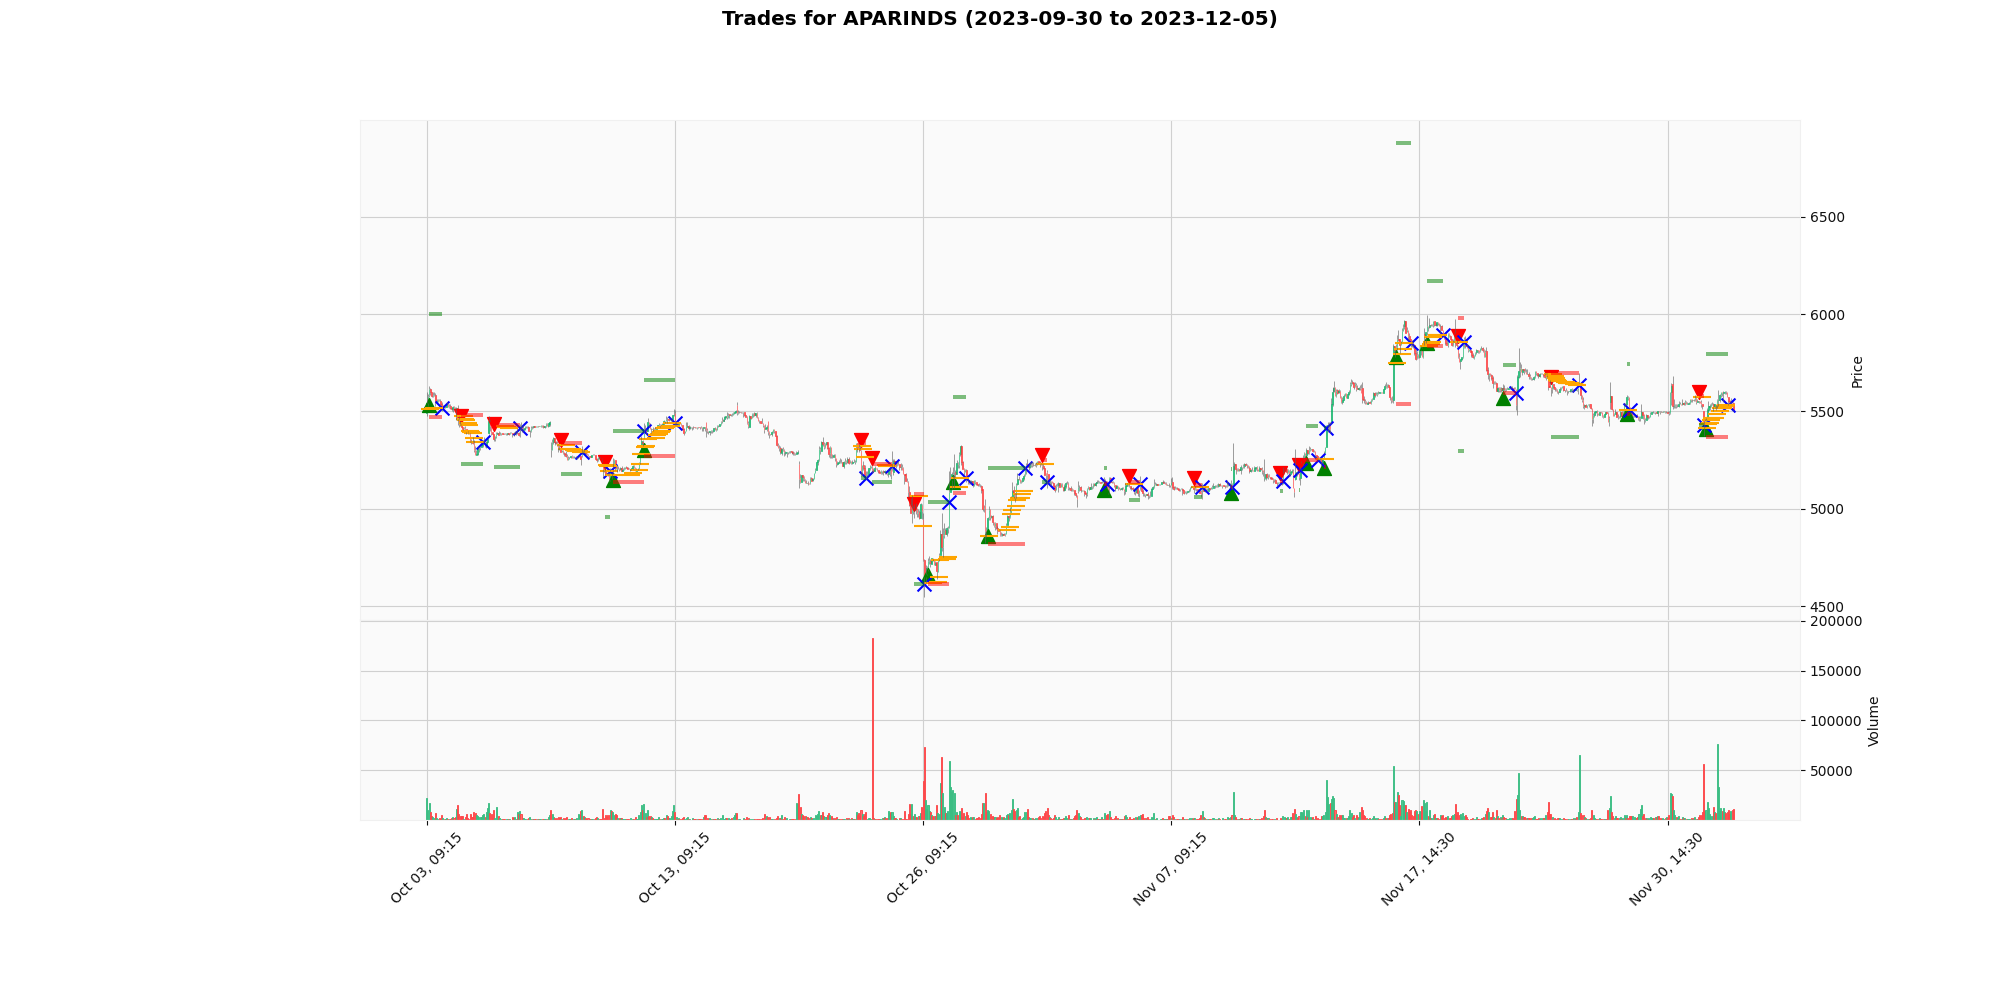 Trades for APARINDS (2023-09-30 to 2023-12-05)
6500
6000
5500
5000
4500
Price
200000
150000
100000
50000
Volume
Oct 03, 09:15
Oct 13, 09:15
Oct 26, 09:15
Nov 07, 09:15
Nov 17, 14:30
Nov 30, 14:30